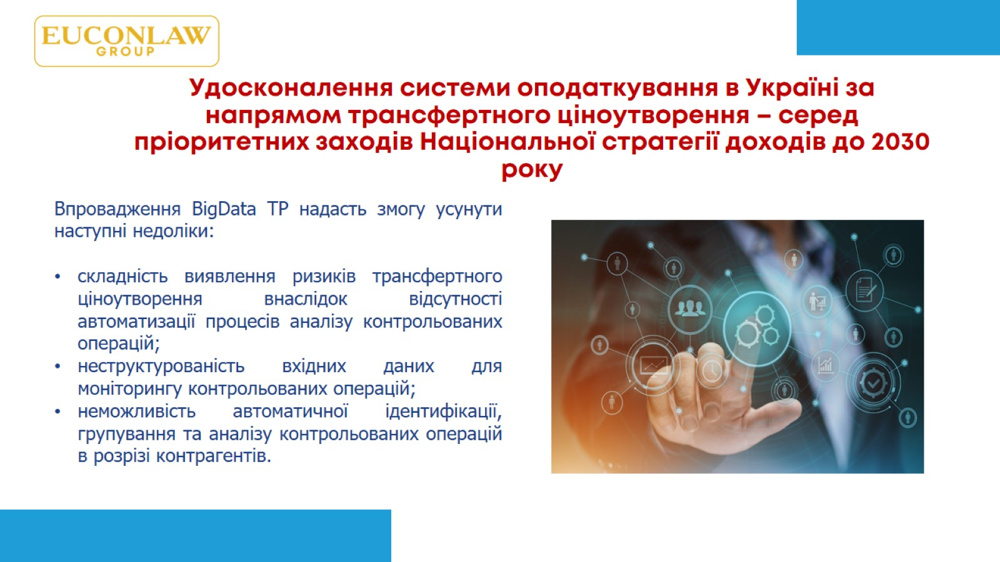 EUCONLAW
GROUP
Удосконалення системи оподаткування в Україні за
напрямом трансфертного ціноутворення – серед
пріоритетних заходів Національної стратегії доходів до 2030
року
Впровадження BigData ТР надасть змогу усунути
наступні недоліки:
• складність виявлення ризиків трансфертного
ціноутворення внаслідок відсутності
автоматизації процесів аналізу контрольованих
операцій;
• неструктурованість вхідних даних для
моніторингу контрольованих операцій;
• неможливість автоматичної ідентифікації,
групування та аналізу контрольованих операцій
в розрізі контрагентів.